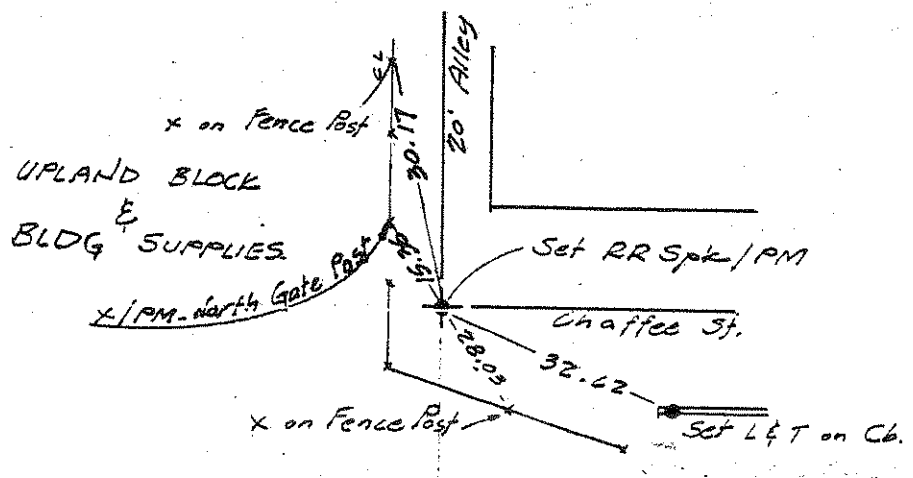 20' Alley
x on Fence Post
30.17
UPLAND BLOCK
&
BLDG SUPPLIES
Set RR Spk/PM
x/PM-North Gate Post
Chaffee St.
28.03
32.62
x on Fence Post
Set L&T on Cb.